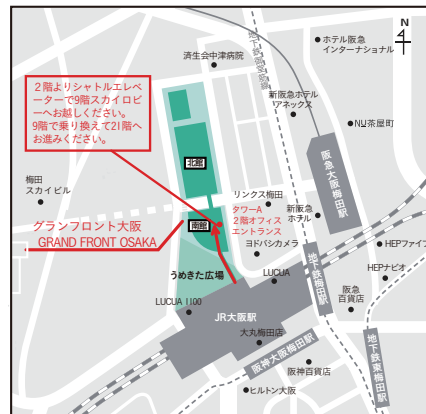 N
ホテル阪急
インターナショナル
済生会中津病院
地下鉄御堂筋線
２階よりシャトルエレベ
ーターで9階スカイロビ
ーへお越しください。
9階で乗り換えて21階へ
お進みください。
新阪急ホテル
アネックス
NU茶屋町
北館
阪急大阪梅田駅
梅田
スカイビル
リンクス梅田
タワーA
２階オフィス
エントランス
新阪急
ホテル
グランフロント大阪
GRAND FRONT OSAKA
南館
ヨドバシカメラ
HEPファイブ
地下鉄梅田駅
うめきた広場
LUCUA
HEPナビオ
阪急
百貨店
LUCUA 1100
JR大阪駅
大丸梅田店
阪神大阪梅田駅
地下鉄東梅田駅
阪神百貨店
ヒルトン大阪